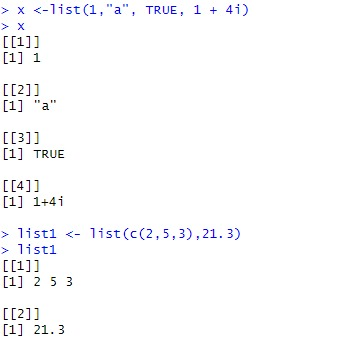 > x <-list(1,"a", TRUE, 1 + 4i)
> x
[[1]]
[1] 1
[[2]]
[1] "a"
[[3]]
[1] TRUE
[[4]]
[1] 1+4i
> list1 <- list(c(2,5,3),21.3)
> list1
[[1]]
[1] 2 5 3
[[2]]
[1] 21.3